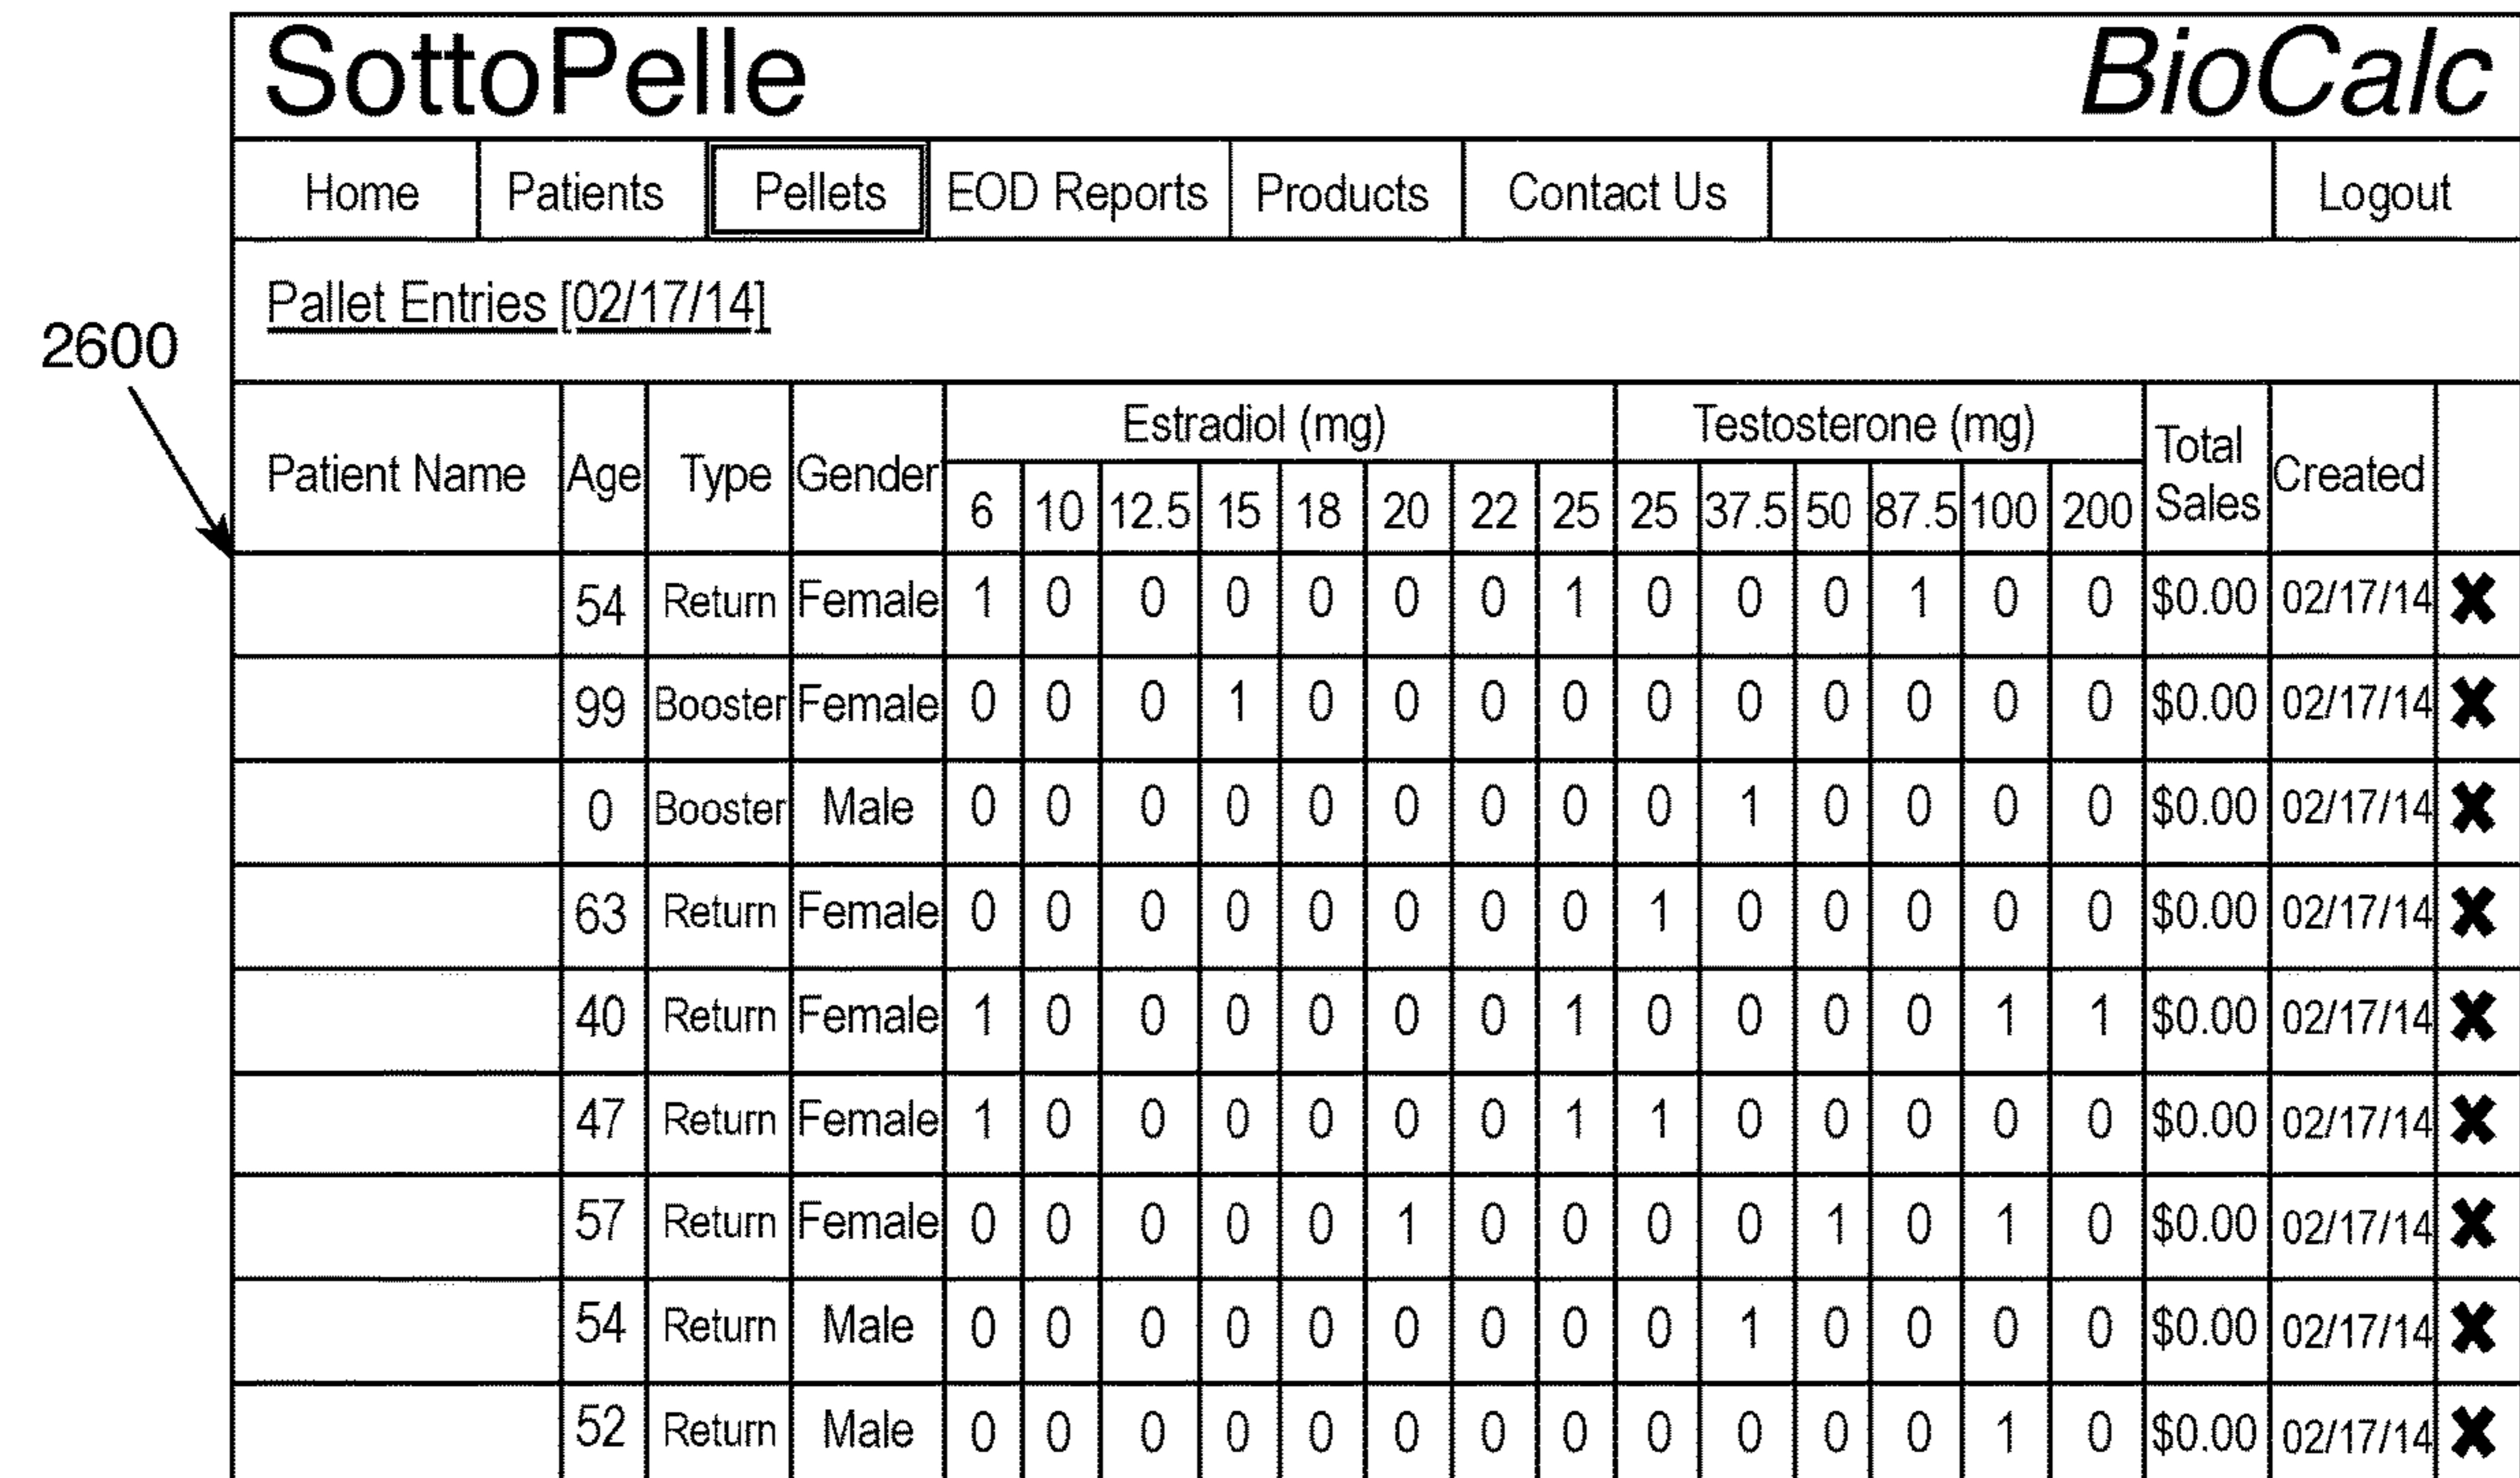 SottoPelle BioCalc
Home Patients Pellets EOD Reports Products Contact Us Logout
Pallet Entries [02/17/14]
2600
Estradiol (mg) Testosterone (mg)
Patient Name Age Type Gender Total Sales Created
6 10 12.5 15 18 20 22 25 25 37.5 50 87.5 100 200
54 Return Female 1 0 0 0 0 0 0 1 0 0 0 1 0 0 $0.00 02/17/14 ✖
99 Booster Female 0 0 0 1 0 0 0 0 0 0 0 0 0 0 $0.00 02/17/14 ✖
0 Booster Male 0 0 0 0 0 0 0 0 0 1 0 0 0 0 $0.00 02/17/14 ✖
63 Return Female 0 0 0 0 0 0 0 0 1 0 0 0 0 0 $0.00 02/17/14 ✖
40 Return Female 1 0 0 0 0 0 0 1 0 0 0 0 1 1 $0.00 02/17/14 ✖
47 Return Female 1 0 0 0 0 0 0 1 1 0 0 0 0 0 $0.00 02/17/14 ✖
57 Return Female 0 0 0 0 0 1 0 0 0 0 1 0 1 0 $0.00 02/17/14 ✖
54 Return Male 0 0 0 0 0 0 0 0 0 1 0 0 0 0 $0.00 02/17/14 ✖
52 Return Male 0 0 0 0 0 0 0 0 0 0 0 0 1 0 $0.00 02/17/14 ✖